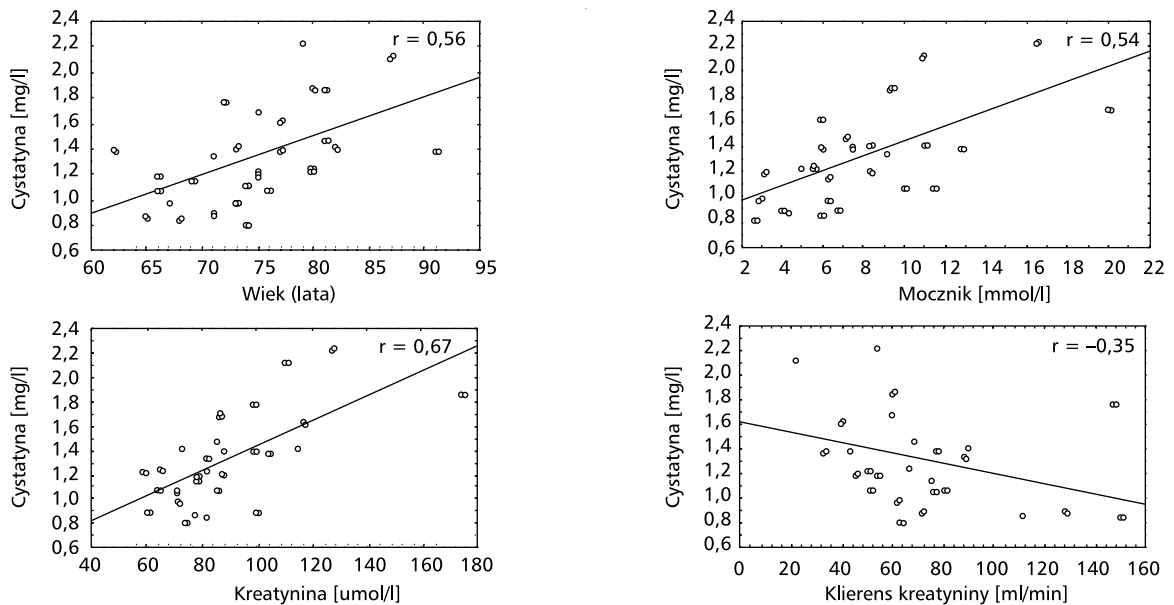 2,4
2,2
2,0
1,8
1,6
1,4
1,2
1,0
0,8
0,6
Cystatyna [mg/l]
r = 0,56
60 65 70 75 80 85 90 95
Wiek (lata)
2,4
2,2
2,0
1,8
1,6
1,4
1,2
1,0
0,8
0,6
Cystatyna [mg/l]
r = 0,54
2 4 6 8 10 12 14 16 18 20 22
Mocznik [mmol/l]
2,4
2,2
2,0
1,8
1,6
1,4
1,2
1,0
0,8
0,6
Cystatyna [mg/l]
r = 0,67
40 60 80 100 120 140 160 180
Kreatynina [umol/l]
2,4
2,2
2,0
1,8
1,6
1,4
1,2
1,0
0,8
0,6
Cystatyna [mg/l]
r = –0,35
0 20 40 60 80 100 120 140 160
Klierens kreatyniny [ml/min]